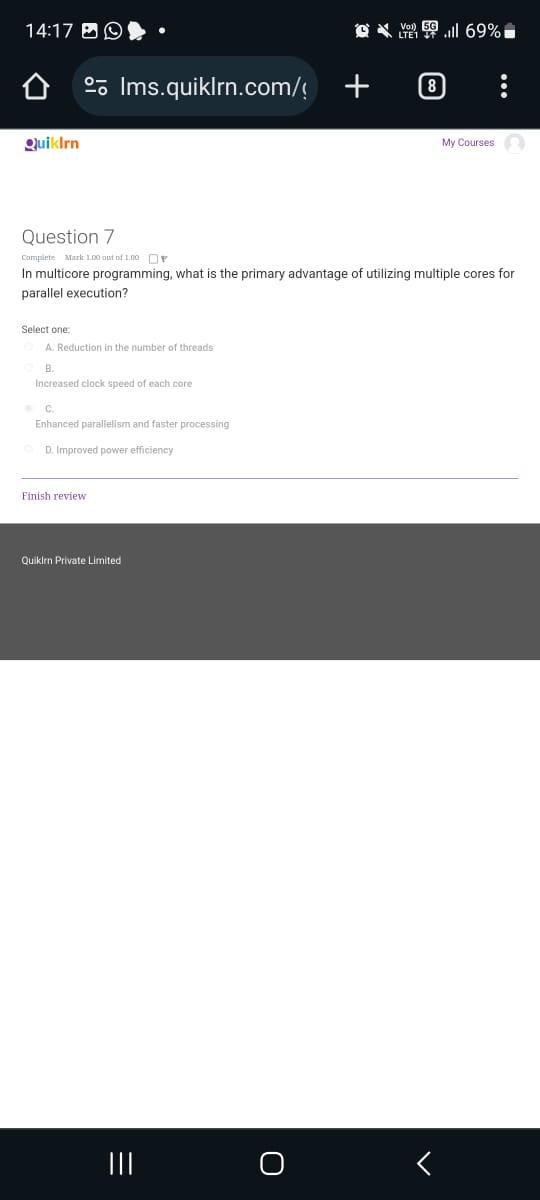 14:17
Vo)) LTE1 5G 69%
lms.quiklrn.com/
8
Quiklrn
My Courses
Question 7
Complete Mark 1.00 out of 1.00
In multicore programming, what is the primary advantage of utilizing multiple cores for
parallel execution?
Select one:
A. Reduction in the number of threads
B.
Increased clock speed of each core
C.
Enhanced parallelism and faster processing
D. Improved power efficiency
Finish review
Quiklrn Private Limited